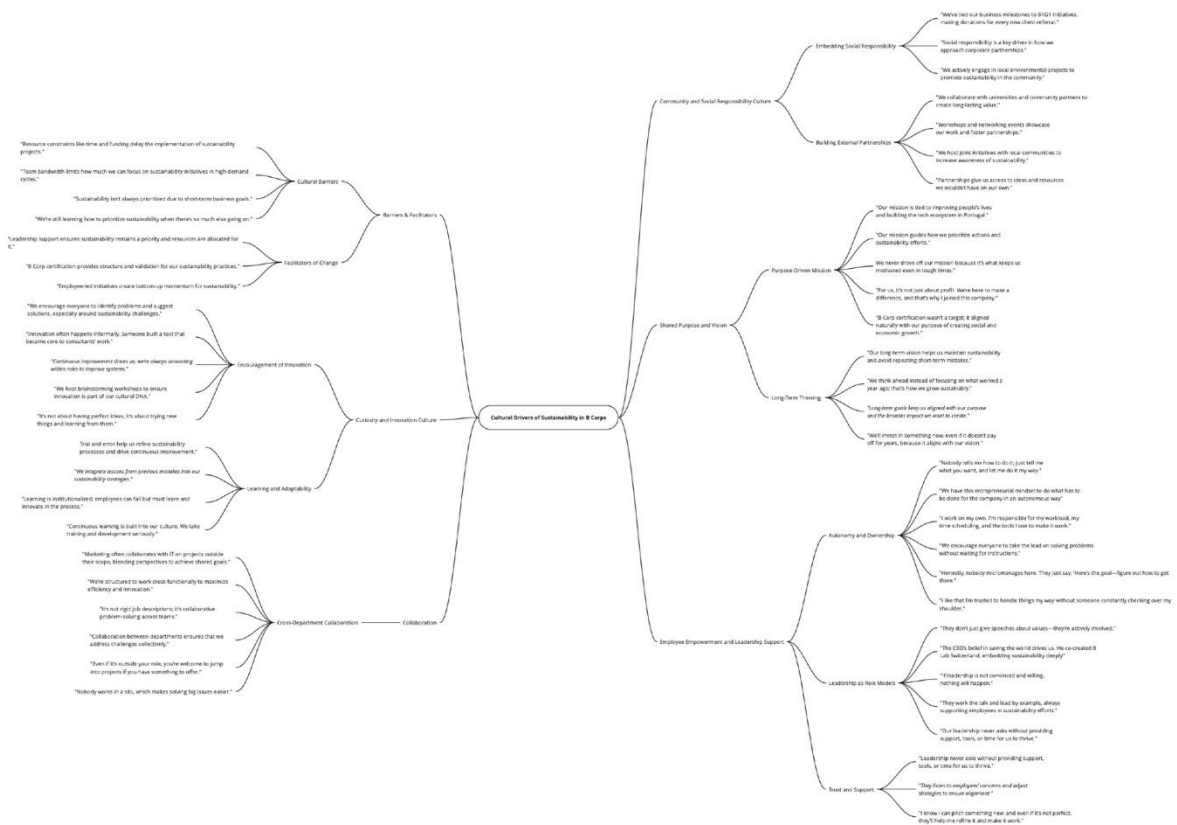 Cultural Drivers of Sustainability in B Corps
Community and Social Responsibility Culture
Embedding Social Responsibility
"We've tied our business milestones to B1G1 initiatives,
making donations for every new client referral."
"Social responsibility is a key driver in how we
approach corporate partnerships."
"We actively engage in local environmental projects to
promote sustainability in the community."
Building External Partnerships
"We collaborate with universities and community partners to
create long-lasting value."
"Workshops and networking events showcase
our work and foster partnerships."
"We host joint initiatives with local communities to
increase awareness of sustainability."
"Partnerships give us access to ideas and resources
we wouldn't have on our own."
Shared Purpose and Vision
Purpose-Driven Mission
"Our mission is tied to improving people's lives
and building the tech ecosystem in Portugal."
"Our mission guides how we prioritize actions and
sustainability efforts."
We never drove off our mission because it's what keeps us
motivated even in tough times."
"For us, it's not just about profit. We're here to make a
difference, and that's why I joined this company."
"B Corp certification wasn't a target; it aligned
naturally with our purpose of creating social and
economic growth."
Long-Term Thinking
"Our long-term vision helps us maintain sustainability
and avoid repeating short-term mistakes."
"We think ahead instead of focusing on what worked a
year ago; that's how we grow sustainably."
"Long-term goals keep us aligned with our purpose
and the broader impact we want to create."
"We'll invest in something now, even if it doesn't pay
off for years, because it aligns with our vision."
Employee Empowerment and Leadership Support
Autonomy and Ownership
"Nobody tells me how to do it; just tell me
what you want, and let me do it my way."
"We have this entrepreneurial mindset to do what has to
be done for the company in an autonomous way"
"I work on my own. I'm responsible for my workload, my
time scheduling, and the tools I use to make it work."
"We encourage everyone to take the lead on solving problems
without waiting for instructions."
"Honestly, nobody micromanages here. They just say, 'Here's the goal—figure out how to get
there."
"I like that I'm trusted to handle things my way without someone constantly checking over my
shoulder."
Leadership as Role Models
"They don't just give speeches about values—they're actively involved."
"The CEO's belief in saving the world drives us. He co-created B
Lab Switzerland, embedding sustainability deeply"
"If leadership is not convinced and willing,
nothing will happen."
"They work the talk and lead by example, always
supporting employees in sustainability efforts."
"Our leadership never asks without providing
support, tools, or time for us to thrive."
Trust and Support
"Leadership never asks without providing support,
tools, or time for us to thrive."
"They listen to employees' concerns and adjust
strategies to ensure alignment."
"I know I can pitch something new, and even if it's not perfect,
they'll help me refine it and make it work."
Barriers & Facilitators
Cultural Barriers
"Resource constraints like time and funding delay the implementation of sustainability
projects."
"Team bandwidth limits how much we can focus on sustainability initiatives in high-demand
cycles."
"Sustainability isn't always prioritized due to short-term business goals."
"We're still learning how to prioritize sustainability when there's so much else going on."
Facilitators of Change
"Leadership support ensures sustainability remains a priority and resources are allocated for
it."
"B Corp certification provides structure and validation for our sustainability practices."
"Employee-led initiatives create bottom-up momentum for sustainability."
Curiosity and Innovation Culture
Encouragement of Innovation
"We encourage everyone to identify problems and suggest
solutions, especially around sustainability challenges."
"Innovation often happens informally. Someone built a tool that
became core to consultants' work."
"Continuous improvement drives us; we're always innovating
within roles to improve systems."
"We host brainstorming workshops to ensure
innovation is part of our cultural DNA."
"It's not about having perfect ideas; it's about trying new
things and learning from them."
Learning and Adaptability
Trial and error help us refine sustainability
processes and drive continuous improvement."
"We integrate lessons from previous mistakes into our
sustainability strategies."
"Learning is institutionalized; employees can fail but must learn and
innovate in the process."
"Continuous learning is built into our culture. We take
training and development seriously."
Collaboration
Cross-Department Collaboration
"Marketing often collaborates with IT on projects outside
their scope, blending perspectives to achieve shared goals."
"We're structured to work cross-functionally to maximize
efficiency and innovation."
"It's not rigid job descriptions; it's collaborative
problem-solving across teams."
"Collaboration between departments ensures that we
address challenges collectively."
"Even if it's outside your role, you're welcome to jump
into projects if you have something to offer."
"Nobody works in a silo, which makes solving big issues easier."